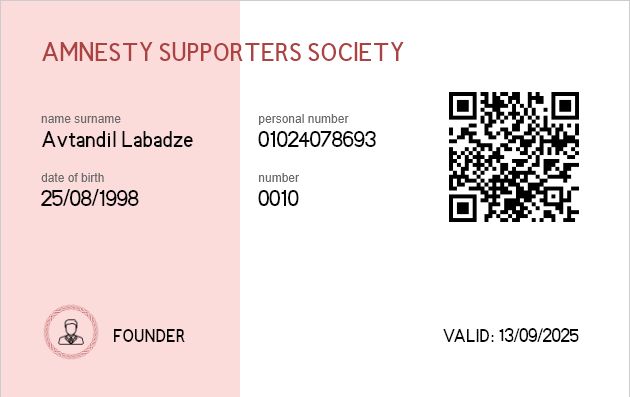 AMNESTY SUPPORTERS SOCIETY
name surname
Avtandil Labadze
personal number
01024078693
date of birth
25/08/1998
number
0010
FOUNDER
VALID: 13/09/2025